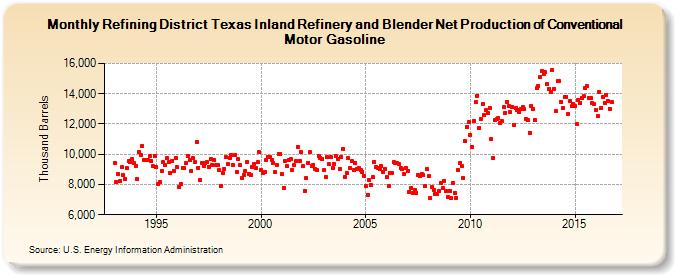 Monthly Refining District Texas Inland Refinery and Blender Net Production of Conventional
Motor Gasoline
Thousand Barrels
16,000
14,000
12,000
10,000
8,000
6,000
1995
2000
2005
2010
2015
Source: U.S. Energy Information Administration